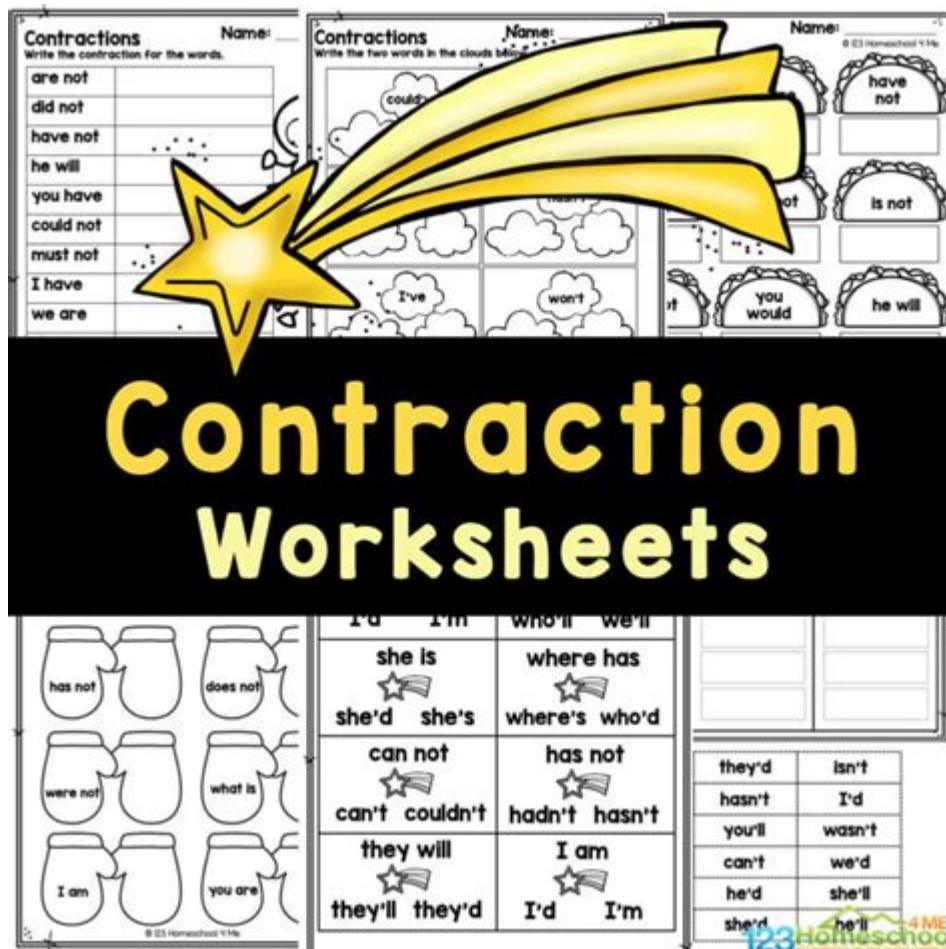 Contractions
Name:
Write the contraction for the words.
are not
did not
have not
he will
you have
could not
must not
I have
we are
Contractions
Name:
Write the two words in the clouds
hasn't
I've
won't
Name:
© 123 Homeschool 4 Me
have
not
is not
you
would
he will
Contraction
Worksheets
has not
does not
were not
what is
I am
you are
© 123 Homeschool 4 Me
I'd I'm
who'll we'll
she is
she'd she's
where has
where's who'd
can not
can't couldn't
has not
hadn't hasn't
they will
they'll they'd
I am
I'd I'm
they'd isn't
hasn't I'd
you'll wasn't
can't we'd
he'd she'll
she'd he'll
123 Homeschool 4 ME